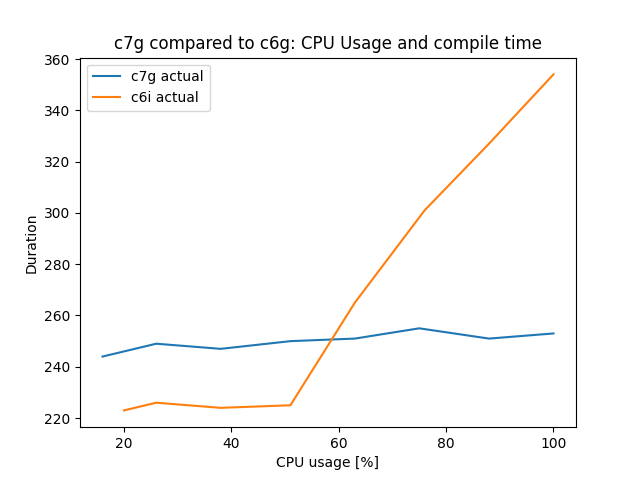 c7g compared to c6g: CPU Usage and compile time
c7g actual
c6i actual
Duration
360
340
320
300
280
260
240
220
20 40 60 80 100
CPU usage [%]